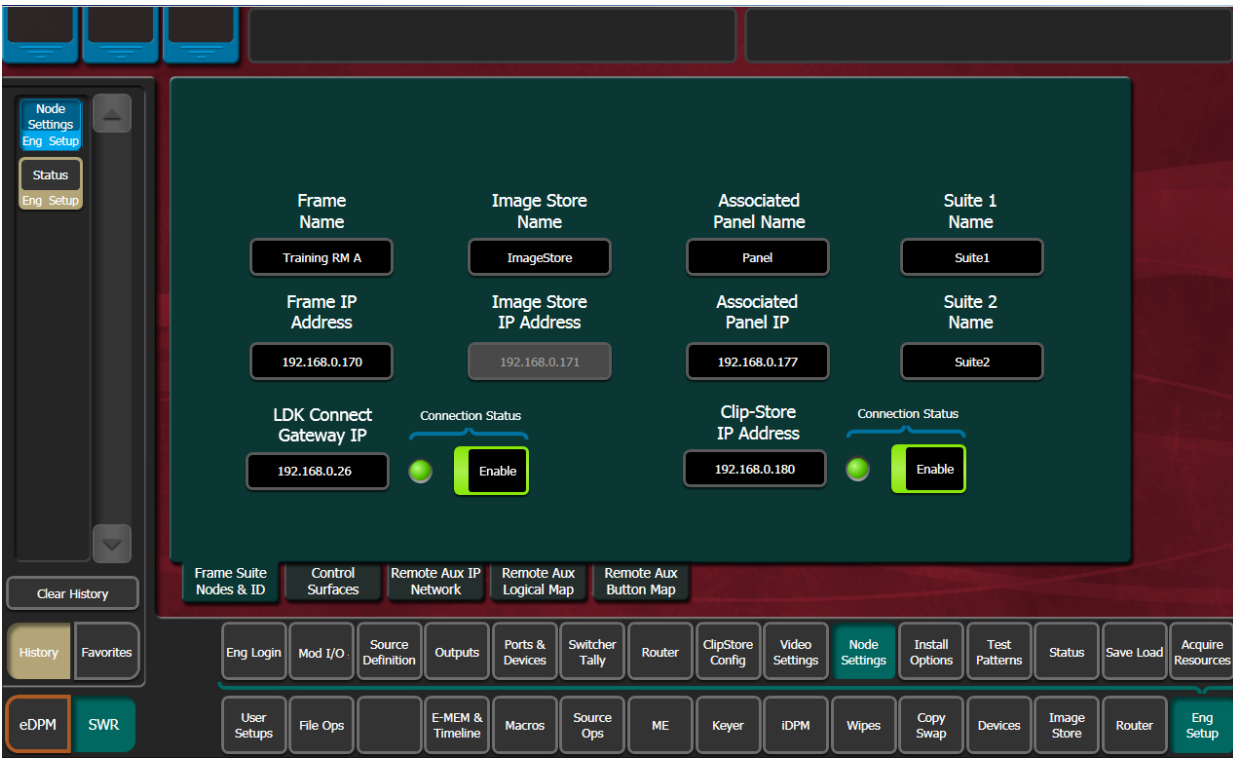 Node
Settings
Eng Setup
Status
Eng Setup
Frame
Name
Image Store
Name
Associated
Panel Name
Suite 1
Name
Training RM A
ImageStore
Panel
Suite1
Frame IP
Address
Image Store
IP Address
Associated
Panel IP
Suite 2
Name
192.168.0.170
192.168.0.171
192.168.0.177
Suite2
LDK Connect
Gateway IP
Connection Status
Clip-Store
IP Address
Connection Status
192.168.0.26
Enable
192.168.0.180
Enable
Frame Suite
Nodes & ID
Control
Surfaces
Remote Aux IP
Network
Remote Aux
Logical Map
Remote Aux
Button Map
Clear History
History
Favorites
Eng Login
Mod I/O
Source
Definition
Outputs
Ports &
Devices
Switcher
Tally
Router
ClipStore
Config
Video
Settings
Node
Settings
Install
Options
Test
Patterns
Status
Save Load
Acquire
Resources
eDPM
SWR
User
Setups
File Ops
E-MEM &
Timeline
Macros
Source
Ops
ME
Keyer
iDPM
Wipes
Copy
Swap
Devices
Image
Store
Router
Eng
Setup